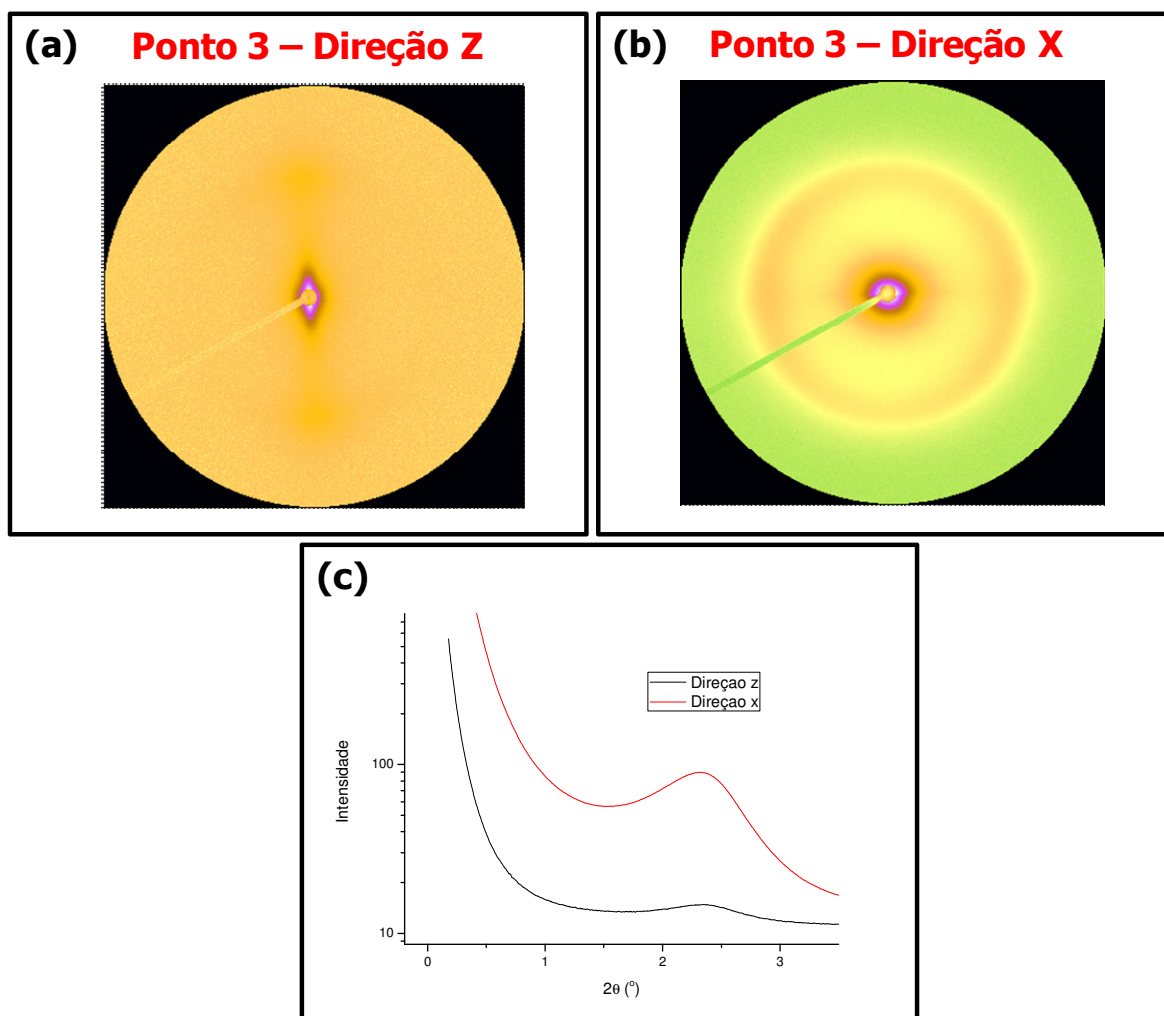 (a) Ponto 3 – Direção Z
(b) Ponto 3 – Direção X
(c)
Direçao z
Direçao x
100
10
Intensidade
0 1 2 3
2θ (°)